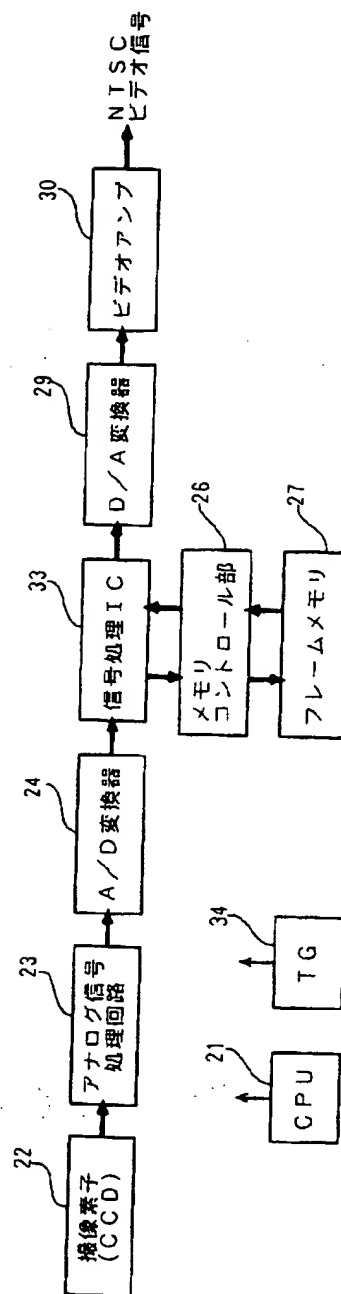 22
撮像素子
(CCD)
23
アナログ信号
処理回路
24
A/D変換器
33
信号処理IC
29
D/A変換器
30
ビデオアンプ
NTSC
ビデオ信号
26
メモリ
コントロール部
27
フレームメモリ
21
CPU
34
TG